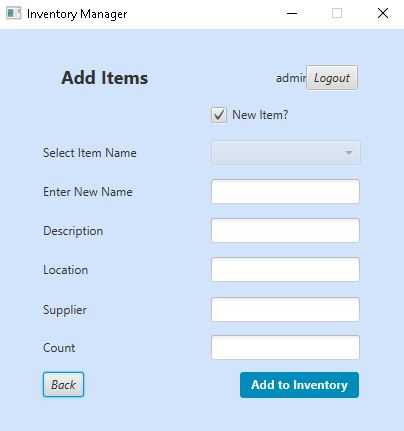 Inventory Manager
Add Items
admin Logout
New Item?
Select Item Name
Enter New Name
Description
Location
Supplier
Count
Back
Add to Inventory